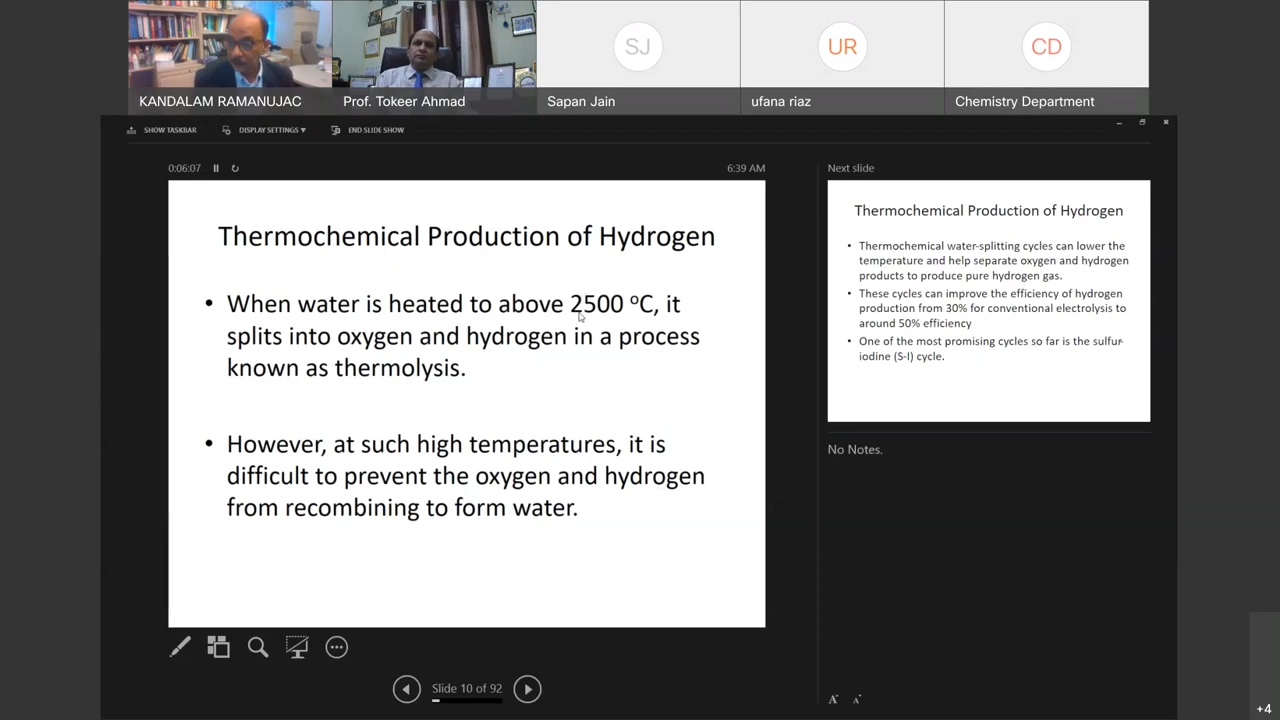 SJ
UR
CD
KANDALAM RAMANUJAC
Prof. Tokeer Ahmad
Sapan Jain
ufana riaz
Chemistry Department
SHOW TASKBAR
DISPLAY SETTINGS ▾
END SLIDE SHOW
0:06:07
6:39 AM
Thermochemical Production of Hydrogen
• When water is heated to above 2500 ºC, it
splits into oxygen and hydrogen in a process
known as thermolysis.
• However, at such high temperatures, it is
difficult to prevent the oxygen and hydrogen
from recombining to form water.
Slide 10 of 92
Next slide
Thermochemical Production of Hydrogen
• Thermochemical water-splitting cycles can lower the
temperature and help separate oxygen and hydrogen
products to produce pure hydrogen gas.
• These cycles can improve the efficiency of hydrogen
production from 30% for conventional electrolysis to
around 50% efficiency
• One of the most promising cycles so far is the sulfur-
iodine (S-I) cycle.
No Notes.
A A
+4